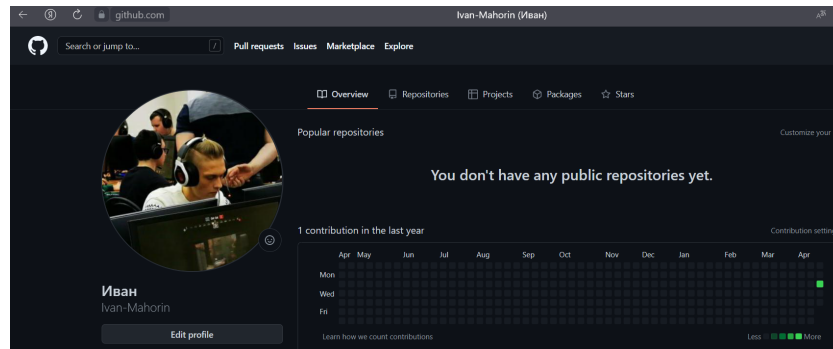 github.com
Ivan-Mahorin (Иван)
Search or jump to...
/
Pull requests Issues Marketplace Explore
Overview Repositories Projects Packages Stars
Popular repositories
Customize your
You don't have any public repositories yet.
1 contribution in the last year
Contribution setting
Apr May Jun Jul Aug Sep Oct Nov Dec Jan Feb Mar Apr
Mon
Wed
Fri
Learn how we count contributions
Less More
Иван
Ivan-Mahorin
Edit profile